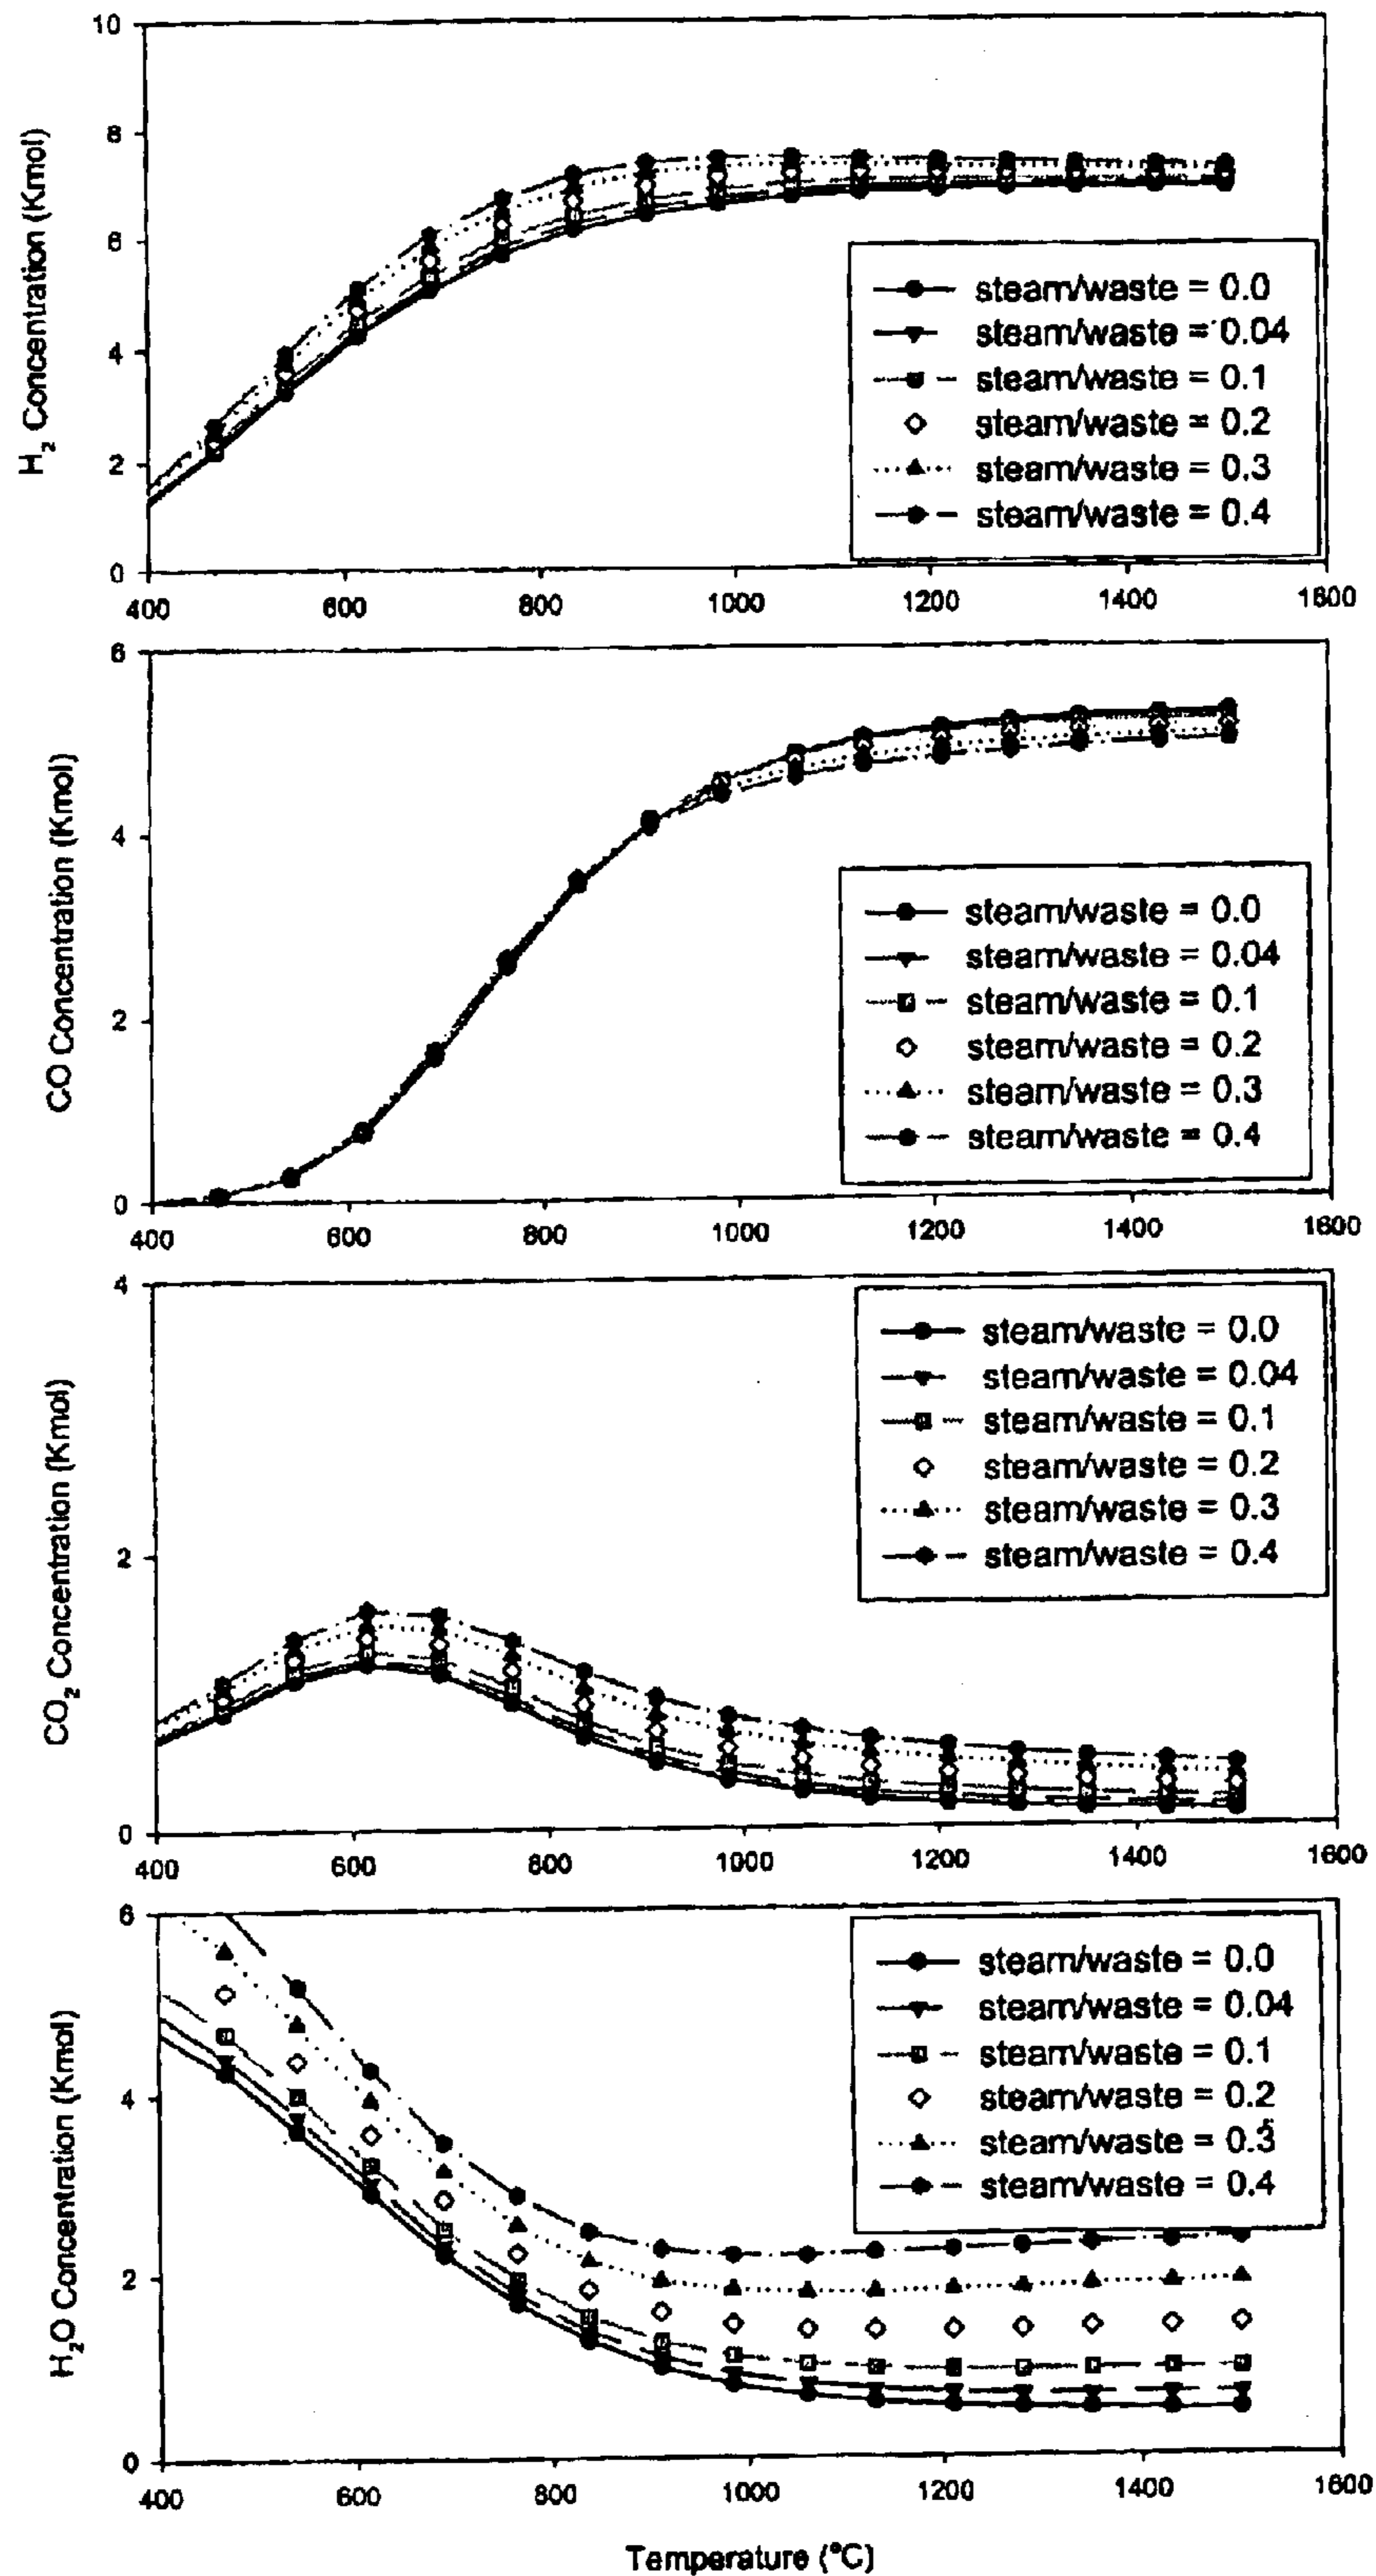 10
8
6
4
2
0
H₂ Concentration (Kmol)
steam/waste = 0.0
steam/waste = 0.04
steam/waste = 0.1
steam/waste = 0.2
steam/waste = 0.3
steam/waste = 0.4
400 600 800 1000 1200 1400 1600
6
4
2
0
CO Concentration (Kmol)
steam/waste = 0.0
steam/waste = 0.04
steam/waste = 0.1
steam/waste = 0.2
steam/waste = 0.3
steam/waste = 0.4
400 600 800 1000 1200 1400 1600
4
2
0
CO₂ Concentration (Kmol)
steam/waste = 0.0
steam/waste = 0.04
steam/waste = 0.1
steam/waste = 0.2
steam/waste = 0.3
steam/waste = 0.4
400 600 800 1000 1200 1400 1600
6
4
2
0
H₂O Concentration (Kmol)
steam/waste = 0.0
steam/waste = 0.04
steam/waste = 0.1
steam/waste = 0.2
steam/waste = 0.3
steam/waste = 0.4
400 600 800 1000 1200 1400 1600
Temperature (°C)